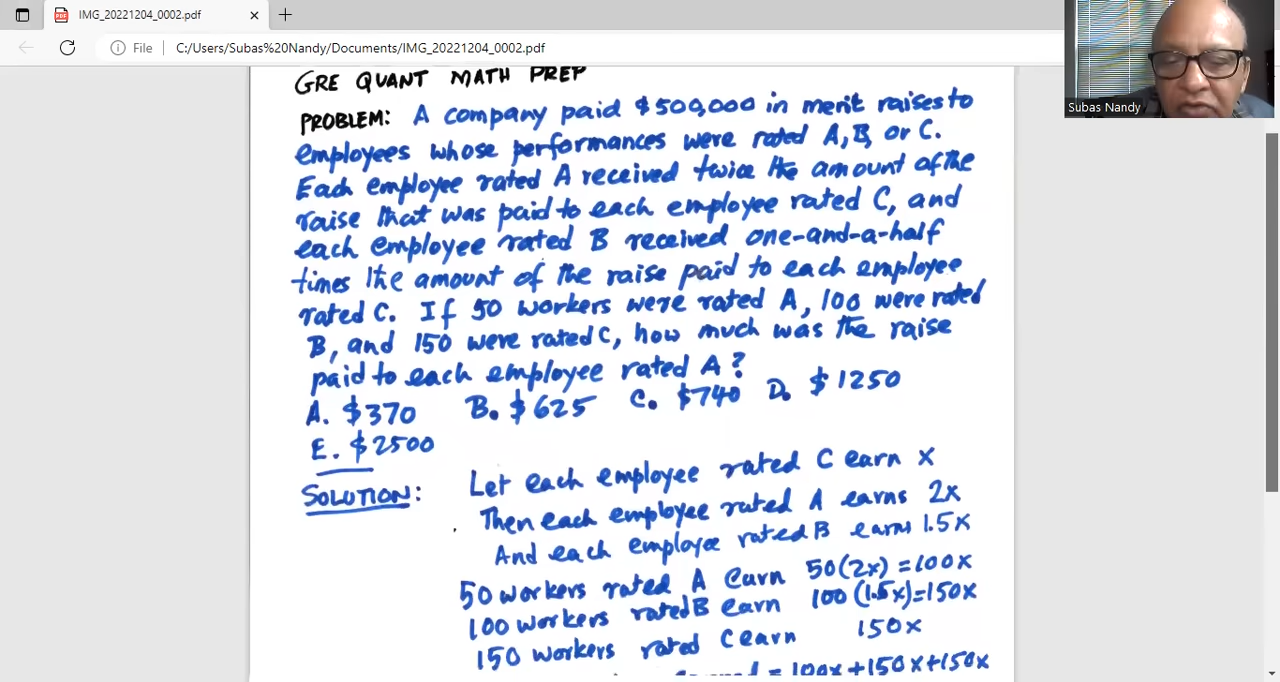 IMG_20221204_0002.pdf
File C:/Users/Subas%20Nandy/Documents/IMG_20221204_0002.pdf
Subas Nandy
GRE QUANT MATH PREP
PROBLEM: A company paid $500,000 in merit raises to
employees whose performances were rated A, B, or C.
Each employee rated A received twice the amount of the
raise that was paid to each employee rated C, and
each employee rated B received one-and-a-half
times the amount of the raise paid to each employee
rated C. If 50 workers were rated A, 100 were rated
B, and 150 were rated C, how much was the raise
paid to each employee rated A?
A. $370 B. $625 C. $740 D. $1250
E. $2500
SOLUTION: Let each employee rated C earn x
Then each employee rated A earns 2x
And each employee rated B earns 1.5x
50 workers rated A earn 50(2x) = 100x
100 workers rated B earn 100(1.5x)=150x
150 workers rated C earn 150x
= 100x+150x+150x